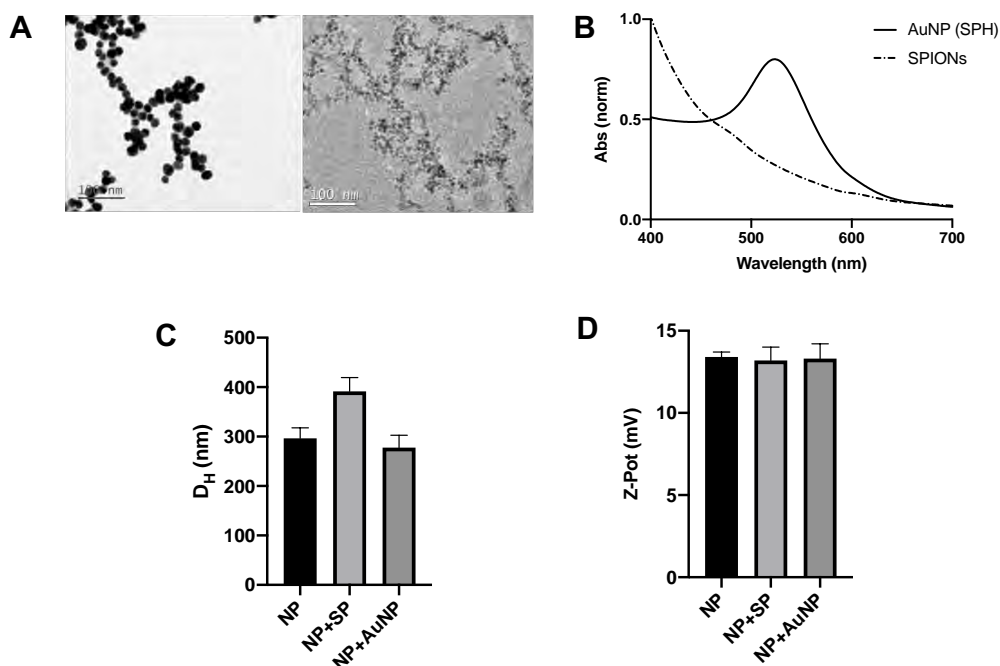 A
100 nm
100 nm
B
Abs (norm)
1.0
0.5
0.0
400
500
600
700
Wavelength (nm)
AuNP (SPH)
SPIONs
C
D_H (nm)
500
400
300
200
100
0
NP
NP+SP
NP+AuNP
D
Z-Pot (mV)
15
13
5
0
NP
NP+SP
NP+AuNP